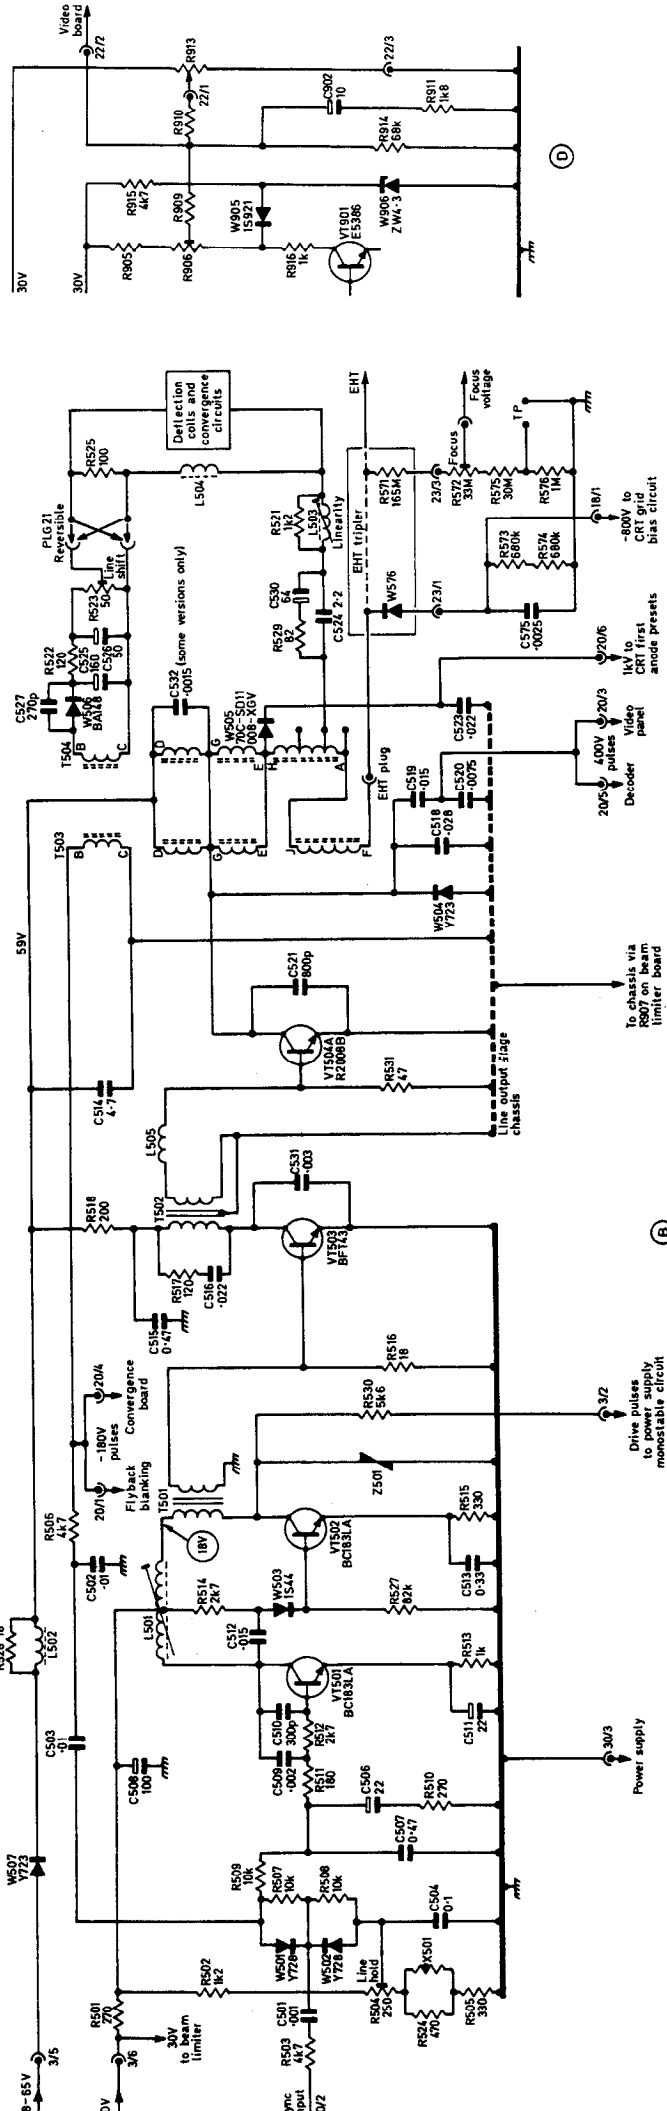 8-65V
3/5
W507
Y723
R528 18
L502
59V
0V
3/6
R501
270
30V
to beam
limiter
R502
1k2
C508
100
C503
·01
C502
·01
R506
4k7
20/1
Flyback
blanking
-180V
pulses
20/4
Convergence
board
Sync
input
0/2
R503
4k7
C501
·001
W501
Y728
W502
Y728
R509
10k
R507
10k
R508
10k
Line
hold
R504
250
R524
470
X501
R505
330
C504
0·1
C507
0·47
C506
22
R510
270
R511
180
C509
·002
C510
300p
R512
2k7
VT501
BC183LA
C511
22
R513
1k
L501
R514
2k7
C512
·015
W503
1S44
R527
82k
VT502
BC183LA
C513
0·33
R515
330
18V
T501
Z501
R530
5k6
R516
18
30/3
Power supply
3/2
Drive pulses
to power supply
monostable circuit
R518
200
C515
0·47
R517
120
C516
·022
T502
VT503
BFT43
C531
·003
B
L505
C514
4·7
VT504A
R2008B
R531
47
C521
800p
Line output stage
chassis
To chassis via
R907 on beam
limiter board
T503
B
C
D
G
E
J
F
D
G
E
H
A
W504
Y723
C518
·028
C519
·015
C520
·0075
C523
·022
20/5
Decoder
400V
pulses
20/3
Video
panel
20/6
1kV to
CRT first
anode presets
T504
B
C
C527
270p
W506
BA148
R522
120
C525
160
C526
50
R523
50
Line
shift
PLG 21
Reversible
R525
100
L504
Deflection
coils and
convergence
circuits
C532 (some versions only)
·0015
W505
70C-SD11
008-XGV
R529
82
C530
64
C524 2·2
R521
1k2
L503
Linearity
EHT plug
EHT tripler
W576
R571
165M
EHT
23/1
23/3
Focus
R572
33M
Focus
voltage
R575
30M
TP
R576
1M
R573
680k
R574
680k
C575
·0025
18/1
-800V to
CRT grid
bias circuit
30V
30V
R905
R915
4k7
R906
R909
R910
22/1
R913
22/2
Video
board
W905
1S921
R916
1k
VT901
E5386
W906
ZW4·3
C902
10
R914
68k
R911
1k8
22/3
D